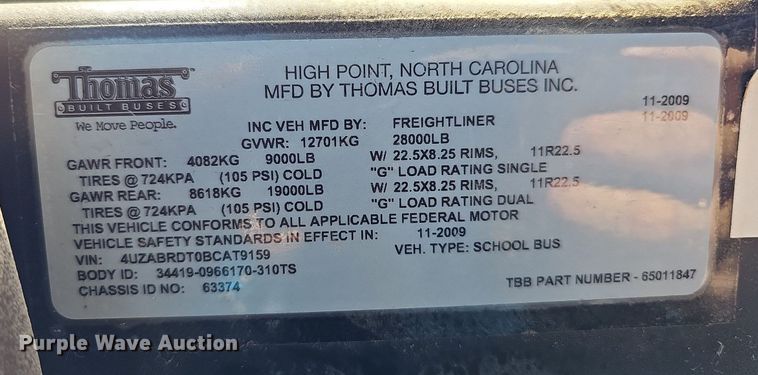 Thomas™
BUILT BUSES
We Move People.
HIGH POINT, NORTH CAROLINA
MFD BY THOMAS BUILT BUSES INC.
11-2009
INC VEH MFD BY: FREIGHTLINER 11-2009
GVWR: 12701KG 28000LB
GAWR FRONT: 4082KG 9000LB W/ 22.5X8.25 RIMS, 11R22.5
TIRES @ 724KPA (105 PSI) COLD "G" LOAD RATING SINGLE
GAWR REAR: 8618KG 19000LB W/ 22.5X8.25 RIMS, 11R22.5
TIRES @ 724KPA (105 PSI) COLD "G" LOAD RATING DUAL
THIS VEHICLE CONFORMS TO ALL APPLICABLE FEDERAL MOTOR
VEHICLE SAFETY STANDARDS IN EFFECT IN: 11-2009
VIN: 4UZABRDT0BCAT9159 VEH. TYPE: SCHOOL BUS
BODY ID: 34419-0966170-310TS
CHASSIS ID NO: 63374 TBB PART NUMBER - 65011847
Purple Wave Auction